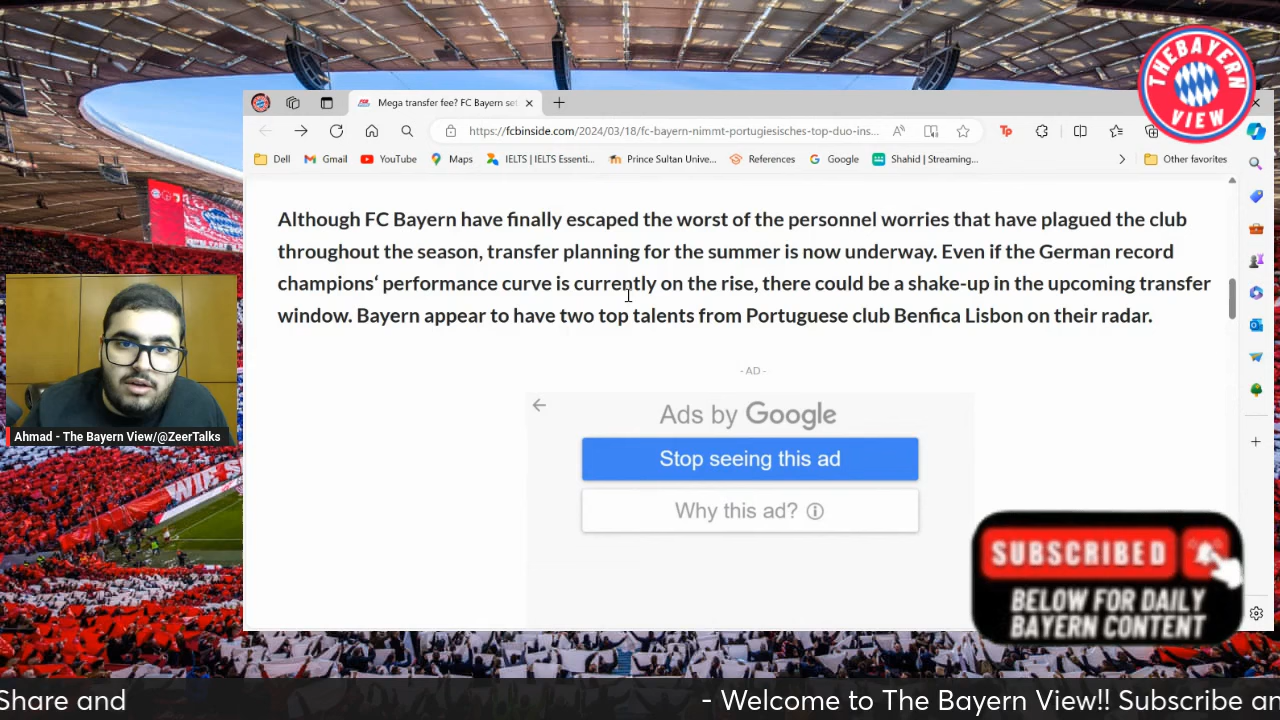 THE BAYERN
VIEW
Mega transfer fee? FC Bayern set
https://fcbinside.com/2024/03/18/fc-bayern-nimmt-portugiesisches-top-duo-ins...
Dell
Gmail
YouTube
Maps
IELTS | IELTS Essenti...
Prince Sultan Unive...
References
Google
Shahid | Streaming...
Other favorites
Although FC Bayern have finally escaped the worst of the personnel worries that have plagued the club
throughout the season, transfer planning for the summer is now underway. Even if the German record
champions‘ performance curve is currently on the rise, there could be a shake-up in the upcoming transfer
window. Bayern appear to have two top talents from Portuguese club Benfica Lisbon on their radar.
- AD -
Ads by Google
Stop seeing this ad
Why this ad?
Ahmad - The Bayern View/@ZeerTalks
WIE S
SUBSCRIBED
BELOW FOR DAILY
BAYERN CONTENT
Share and - Welcome to The Bayern View!! Subscribe an